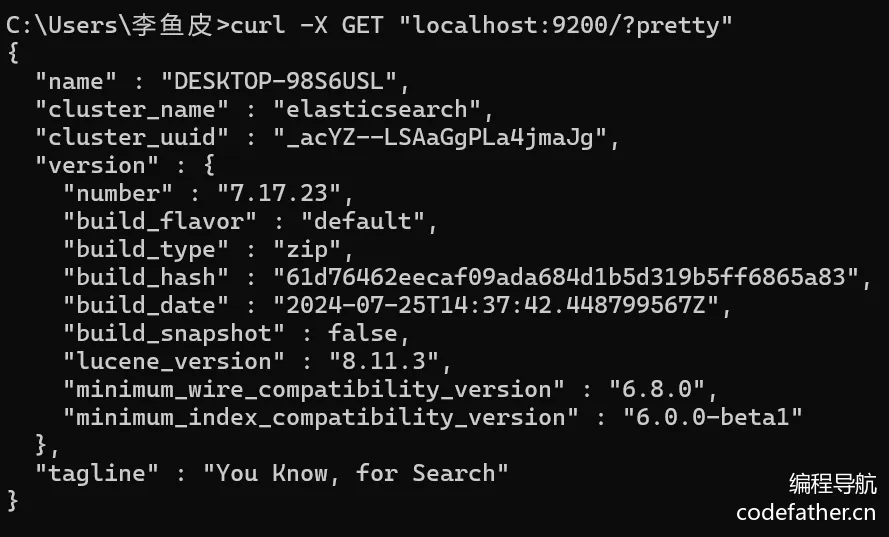 C:\Users\李鱼皮>curl -X GET "localhost:9200/?pretty"
{
  "name" : "DESKTOP-98S6USL",
  "cluster_name" : "elasticsearch",
  "cluster_uuid" : "_acYZ--LSAaGgPLa4jmaJg",
  "version" : {
    "number" : "7.17.23",
    "build_flavor" : "default",
    "build_type" : "zip",
    "build_hash" : "61d76462eecaf09ada684d1b5d319b5ff6865a83",
    "build_date" : "2024-07-25T14:37:42.448799567Z",
    "build_snapshot" : false,
    "lucene_version" : "8.11.3",
    "minimum_wire_compatibility_version" : "6.8.0",
    "minimum_index_compatibility_version" : "6.0.0-beta1"
  },
  "tagline" : "You Know, for Search"
}
编程导航
codefather.cn